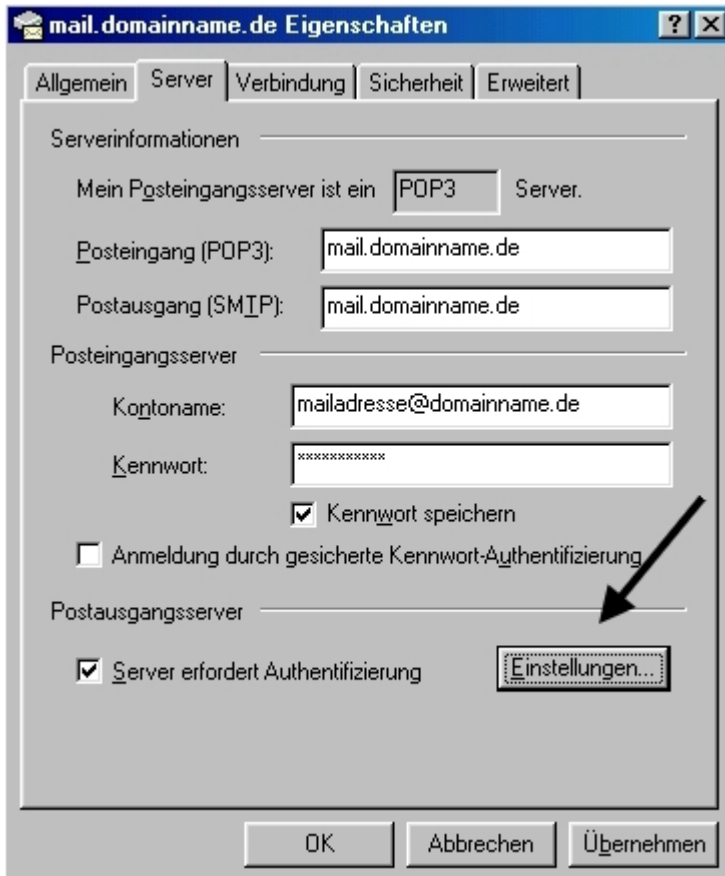 mail.domainname.de Eigenschaften
Allgemein Server Verbindung Sicherheit Erweitert
Serverinformationen
Mein Posteingangsserver ist ein POP3 Server.
Posteingang (POP3): mail.domainname.de
Postausgang (SMTP): mail.domainname.de
Posteingangsserver
Kontoname: mailadresse@domainname.de
Kennwort: ***********
Kennwort speichern
Anmeldung durch gesicherte Kennwort-Authentifizierung
Postausgangsserver
Server erfordert Authentifizierung Einstellungen...
OK Abbrechen Übernehmen